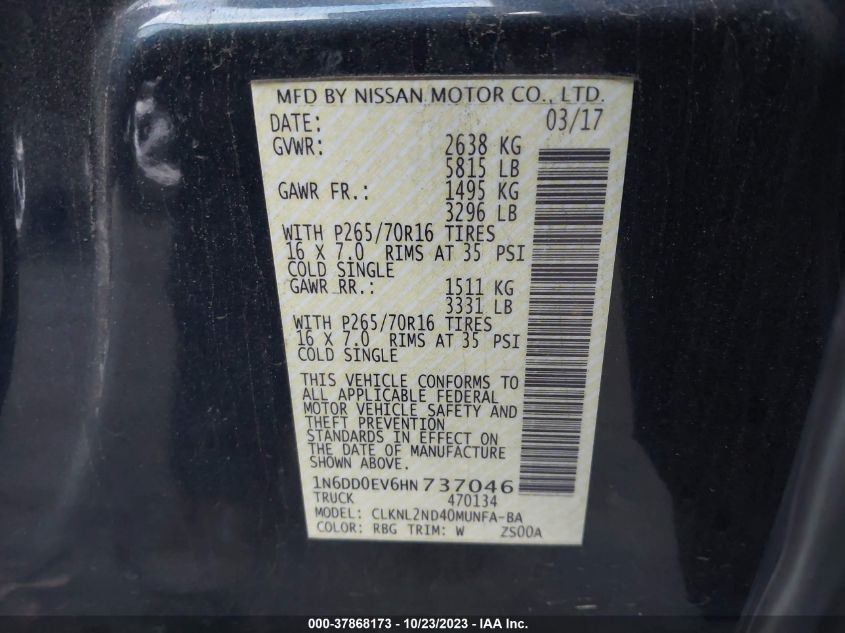 MFD BY NISSAN MOTOR CO., LTD.
DATE: 03/17
GVWR: 2638 KG
5815 LB
GAWR FR.: 1495 KG
3296 LB
WITH P265/70R16 TIRES
16 X 7.0 RIMS AT 35 PSI
COLD SINGLE
GAWR RR.: 1511 KG
3331 LB
WITH P265/70R16 TIRES
16 X 7.0 RIMS AT 35 PSI
COLD SINGLE
THIS VEHICLE CONFORMS TO
ALL APPLICABLE FEDERAL
MOTOR VEHICLE SAFETY AND
THEFT PREVENTION
STANDARDS IN EFFECT ON
THE DATE OF MANUFACTURE
SHOWN ABOVE.
1N6DD0EV6HN737046
TRUCK 470134
MODEL: CLKNL2ND40MUNFA-BA
COLOR: RBG TRIM: W ZS00A
000-37868173 - 10/23/2023 - IAA Inc.